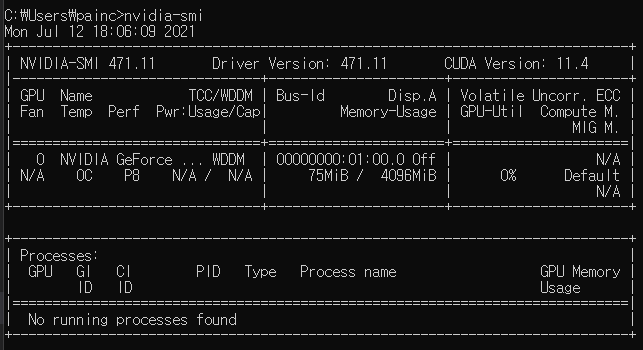 C:₩Users₩painc>nvidia-smi
Mon Jul 12 18:06:09 2021
+-----------------------------------------------------------------------------+
| NVIDIA-SMI 471.11       Driver Version: 471.11       CUDA Version: 11.4     |
|-------------------------------+----------------------+----------------------+
| GPU  Name            TCC/WDDM | Bus-Id        Disp.A | Volatile Uncorr. ECC |
| Fan  Temp  Perf  Pwr:Usage/Cap|         Memory-Usage | GPU-Util  Compute M. |
|                               |                      |               MIG M. |
|===============================+======================+======================|
|   0  NVIDIA GeForce ... WDDM  | 00000000:01:00.0 Off |                  N/A |
| N/A    0C    P8    N/A /  N/A |     75MiB /  4096MiB |      0%      Default |
|                               |                      |                  N/A |
+-------------------------------+----------------------+----------------------+

+-----------------------------------------------------------------------------+
| Processes:                                                                  |
|  GPU   GI   CI        PID   Type   Process name                  GPU Memory |
|        ID   ID                                                   Usage      |
|=============================================================================|
|  No running processes found                                                 |
+-----------------------------------------------------------------------------+